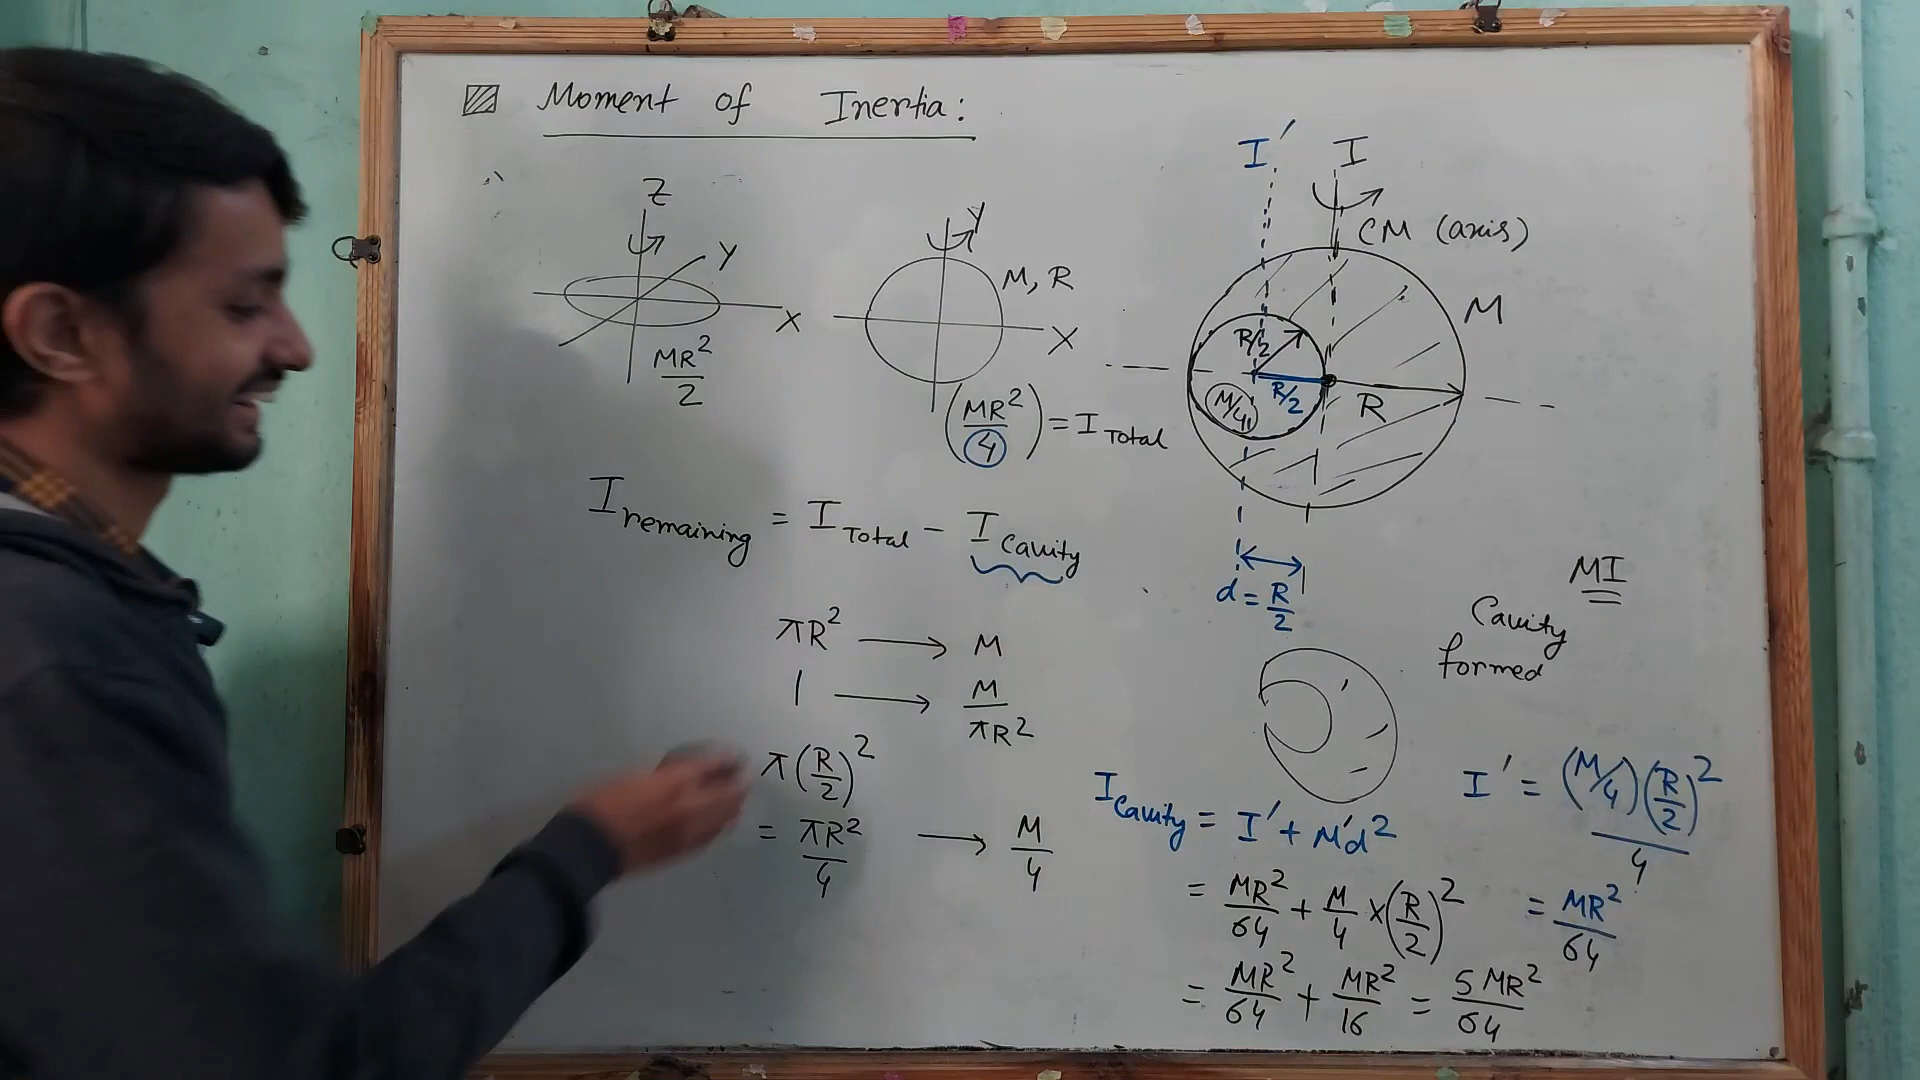 Moment of Inertia:
Z
Y
X
MR²/2
Y
M, R
X
(MR²/4) = I Total
I' I
CM (axis)
M
R/2
R/2
M/4
R
d = R/2
I remaining = I Total - I Cavity
πR² → M
1 → M/πR²
π(R/2)²
= πR²/4 → M/4
MI
Cavity
formed
I Cavity = I' + M'd²
= MR²/64 + M/4 × (R/2)²
= MR²/64 + MR²/16 = 5MR²/64
I' = (M/4)(R/2)²/4
= MR²/64